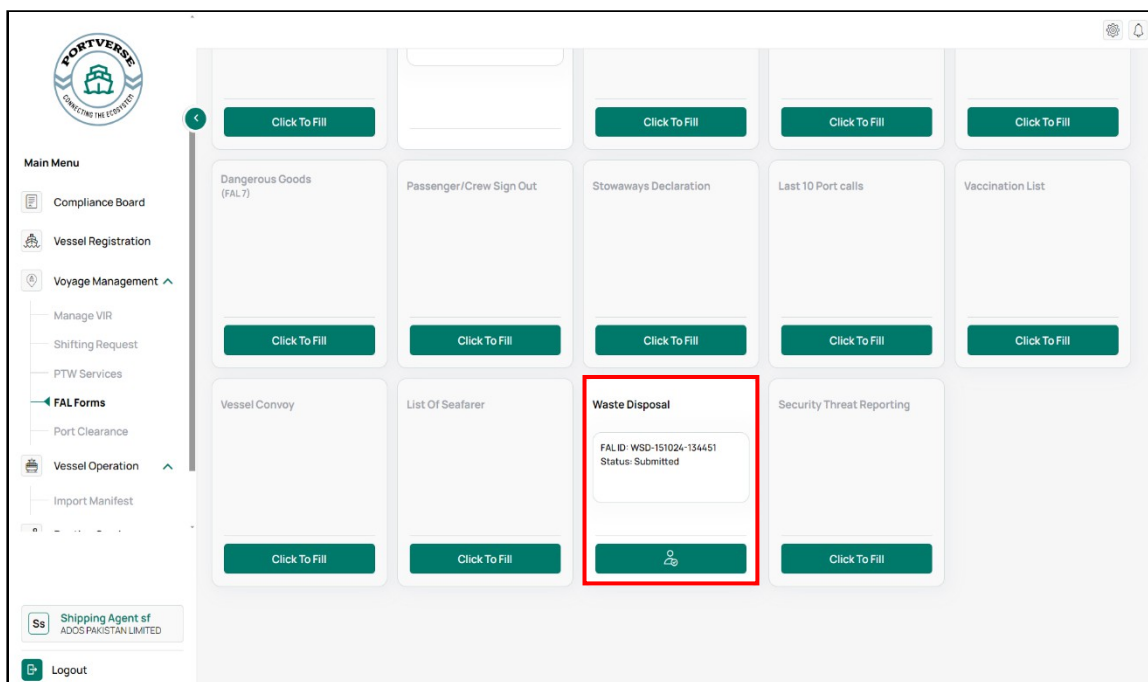 PORTVERSE
CONNECTING THE ECOSYSTEM
Main Menu
Compliance Board
Vessel Registration
Voyage Management
Manage VIR
Shifting Request
PTW Services
FAL Forms
Port Clearance
Vessel Operation
Import Manifest
Ss
Shipping Agent sf
ADOS PAKISTAN LIMITED
Logout
Click To Fill
Click To Fill
Click To Fill
Click To Fill
Dangerous Goods
(FAL 7)
Passenger/Crew Sign Out
Stowaways Declaration
Last 10 Port calls
Vaccination List
Click To Fill
Click To Fill
Click To Fill
Click To Fill
Click To Fill
Vessel Convoy
List Of Seafarer
Waste Disposal
Security Threat Reporting
FAL ID: WSD-151024-134451
Status: Submitted
Click To Fill
Click To Fill
Click To Fill